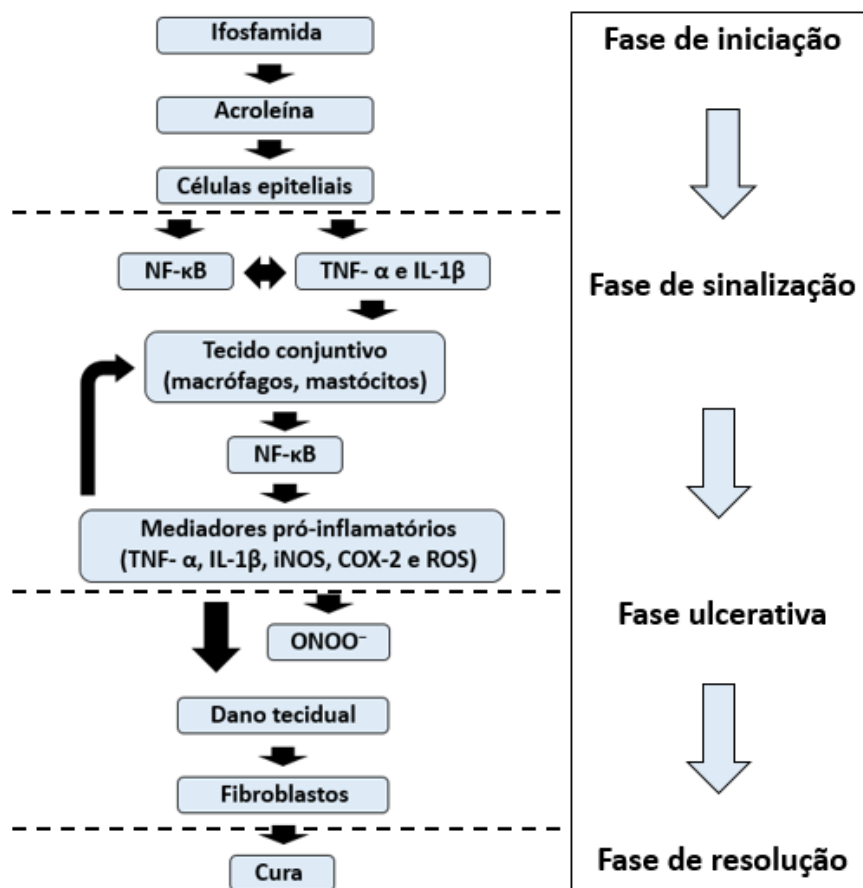 Ifosfamida
Acroleína
Células epiteliais
NF-κB
TNF- α e IL-1β
Tecido conjuntivo
(macrófagos, mastócitos)
NF-κB
Mediadores pró-inflamatórios
(TNF- α, IL-1β, iNOS, COX-2 e ROS)
ONOO⁻
Dano tecidual
Fibroblastos
Cura
Fase de iniciação
Fase de sinalização
Fase ulcerativa
Fase de resolução